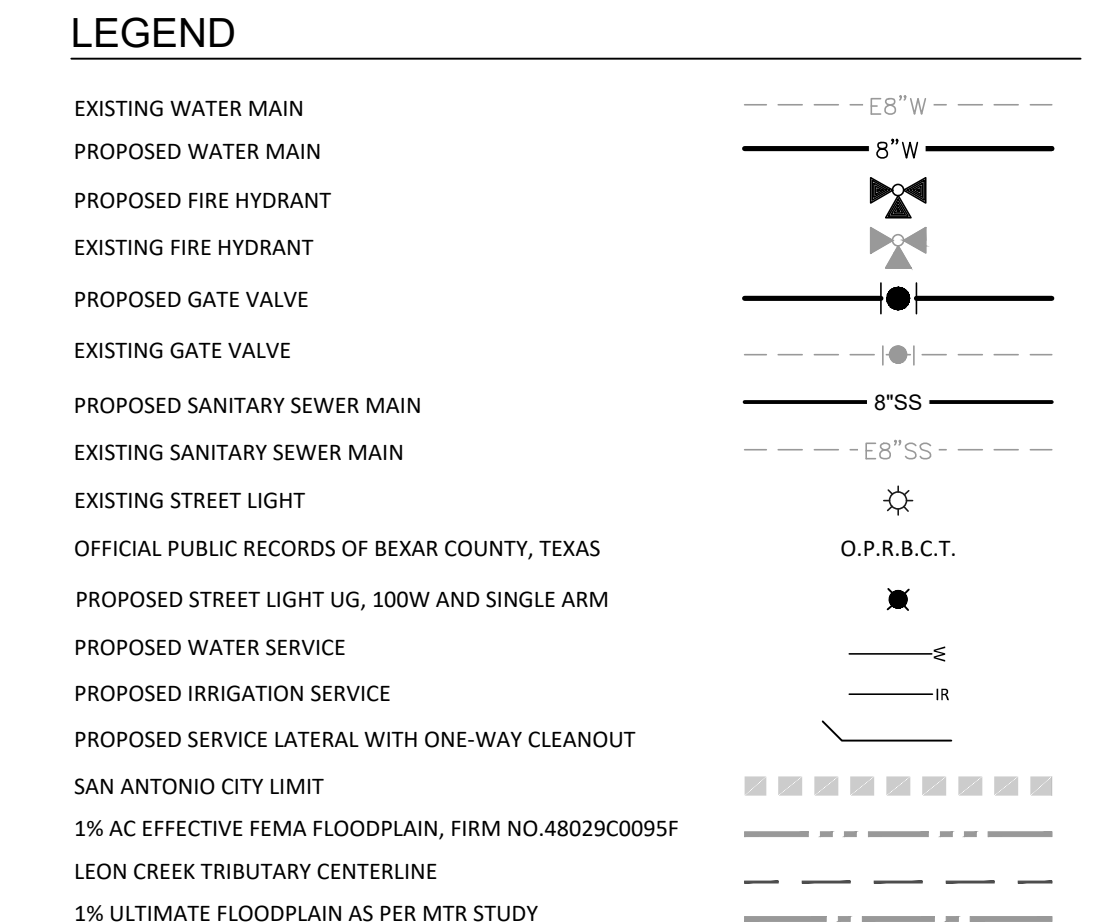 LEGEND
EXISTING WATER MAIN E8"W
PROPOSED WATER MAIN 8"W
PROPOSED FIRE HYDRANT
EXISTING FIRE HYDRANT
PROPOSED GATE VALVE
EXISTING GATE VALVE
PROPOSED SANITARY SEWER MAIN 8"SS
EXISTING SANITARY SEWER MAIN E8"SS
EXISTING STREET LIGHT
OFFICIAL PUBLIC RECORDS OF BEXAR COUNTY, TEXAS O.P.R.B.C.T.
PROPOSED STREET LIGHT UG, 100W AND SINGLE ARM
PROPOSED WATER SERVICE W
PROPOSED IRRIGATION SERVICE IR
PROPOSED SERVICE LATERAL WITH ONE-WAY CLEANOUT
SAN ANTONIO CITY LIMIT
1% AC EFFECTIVE FEMA FLOODPLAIN, FIRM NO.48029C0095F
LEON CREEK TRIBUTARY CENTERLINE
1% ULTIMATE FLOODPLAIN AS PER MTR STUDY